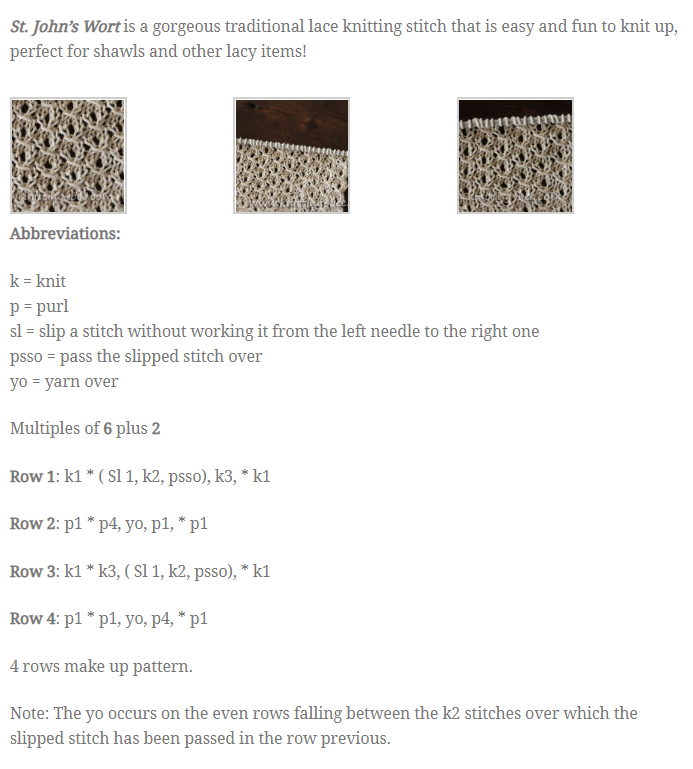 St. John's Wort is a gorgeous traditional lace knitting stitch that is easy and fun to knit up,
perfect for shawls and other lacy items!
Abbreviations:
k = knit
p = purl
sl = slip a stitch without working it from the left needle to the right one
psso = pass the slipped stitch over
yo = yarn over
Multiples of 6 plus 2
Row 1: k1 * ( Sl 1, k2, psso), k3, * k1
Row 2: p1 * p4, yo, p1, * p1
Row 3: k1 * k3, ( Sl 1, k2, psso), * k1
Row 4: p1 * p1, yo, p4, * p1
4 rows make up pattern.
Note: The yo occurs on the even rows falling between the k2 stitches over which the
slipped stitch has been passed in the row previous.